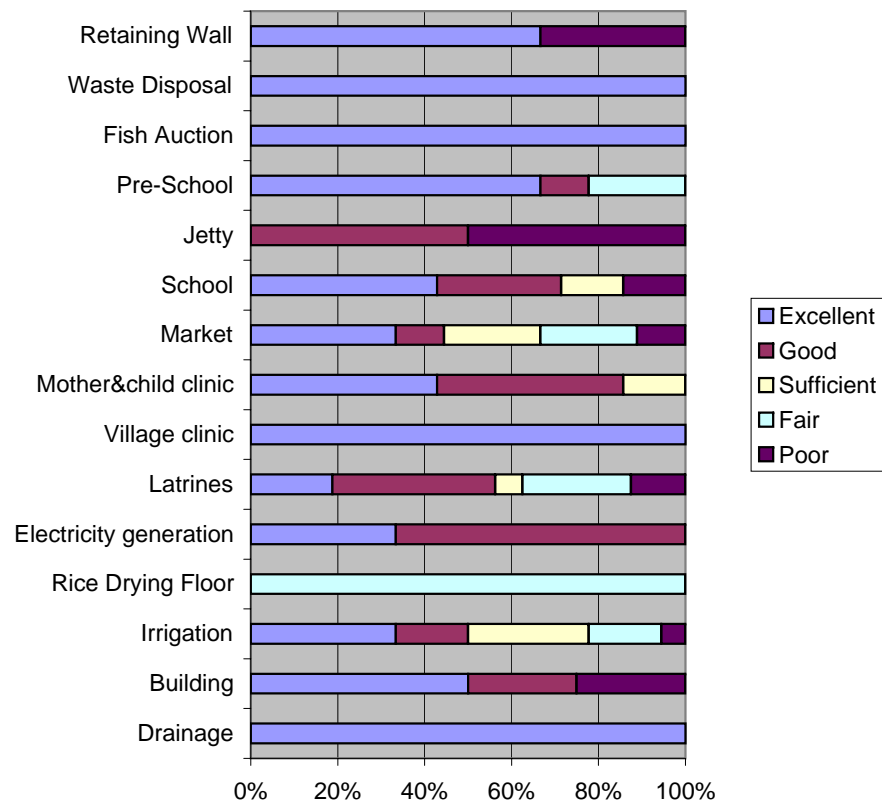 Retaining Wall
Waste Disposal
Fish Auction
Pre-School
Jetty
School
Market
Mother&child clinic
Village clinic
Latrines
Electricity generation
Rice Drying Floor
Irrigation
Building
Drainage
0% 20% 40% 60% 80% 100%
Excellent
Good
Sufficient
Fair
Poor